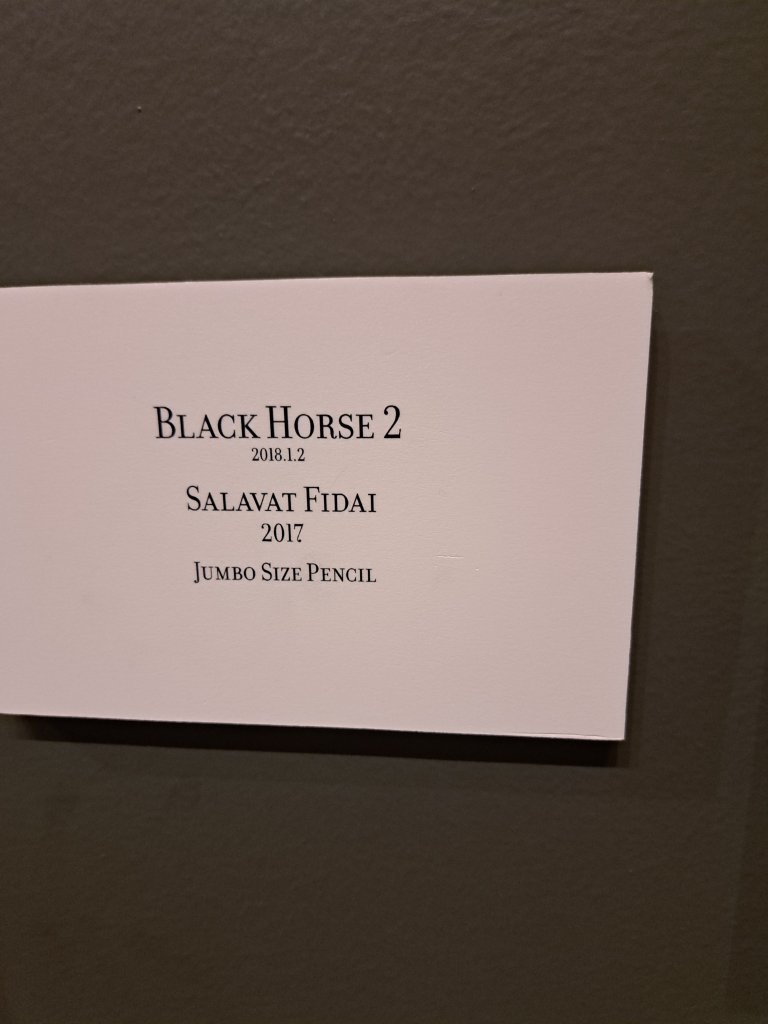 Black Horse 2
2018.1.2
Salavat Fidai
2017
Jumbo Size Pencil